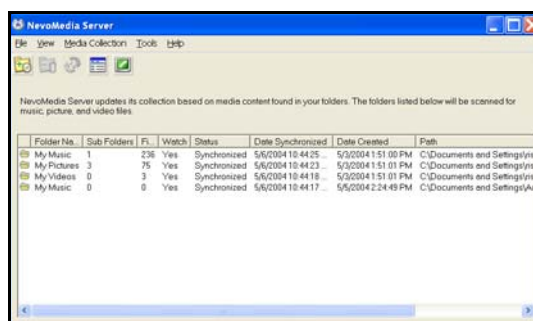 NevoMedia Server
File View Media Collection Tools Help
NevoMedia Server updates its collection based on media content found in your folders. The folders listed below will be scanned for
music, picture, and video files.
Folder Na... Sub Folders Fi... Watch Status Date Synchronized Date Created Path
My Music 1 236 Yes Synchronized 5/6/2004 10:44:25 ... 5/3/2004 1:51:00 PM C:\Documents and Settings\ris
My Pictures 3 75 Yes Synchronized 5/6/2004 10:44:23 ... 5/3/2004 1:51:01 PM C:\Documents and Settings\ris
My Videos 0 3 Yes Synchronized 5/6/2004 10:44:18 ... 5/3/2004 1:51:01 PM C:\Documents and Settings\ris
My Music 0 0 Yes Synchronized 5/6/2004 10:44:17 ... 5/5/2004 2:24:49 PM C:\Documents and Settings\A